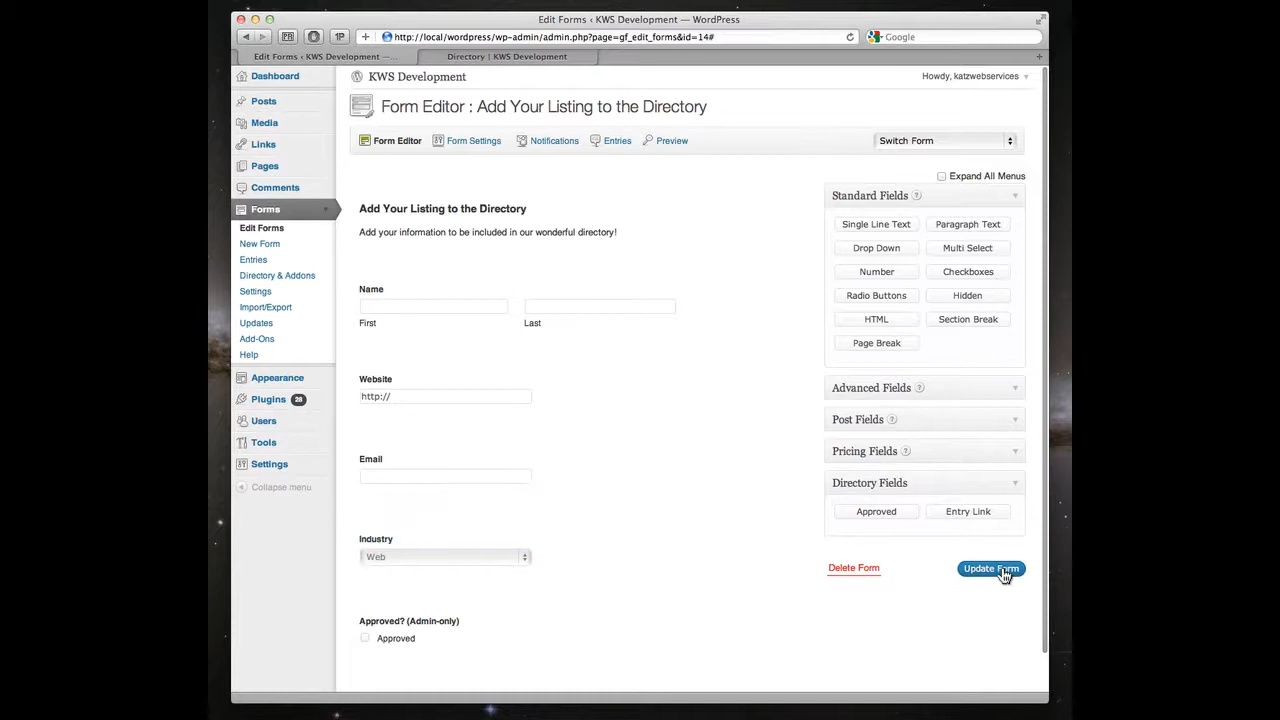 Edit Forms ‹ KWS Development — WordPress
http://local/wordpress/wp-admin/admin.php?page=gf_edit_forms&id=14#
Google
Edit Forms ‹ KWS Development —...
Directory | KWS Development
Dashboard
Posts
Media
Links
Pages
Comments
Forms
Edit Forms
New Form
Entries
Directory & Addons
Settings
Import/Export
Updates
Add-Ons
Help
Appearance
Plugins 28
Users
Tools
Settings
Collapse menu
KWS Development
Howdy, katzwebservices
Form Editor : Add Your Listing to the Directory
Form Editor
Form Settings
Notifications
Entries
Preview
Switch Form
Expand All Menus
Add Your Listing to the Directory
Add your information to be included in our wonderful directory!
Name
First
Last
Website
http://
Email
Industry
Web
Approved? (Admin-only)
Approved
Standard Fields ?
Single Line Text
Paragraph Text
Drop Down
Multi Select
Number
Checkboxes
Radio Buttons
Hidden
HTML
Section Break
Page Break
Advanced Fields ?
Post Fields ?
Pricing Fields ?
Directory Fields
Approved
Entry Link
Delete Form
Update Form